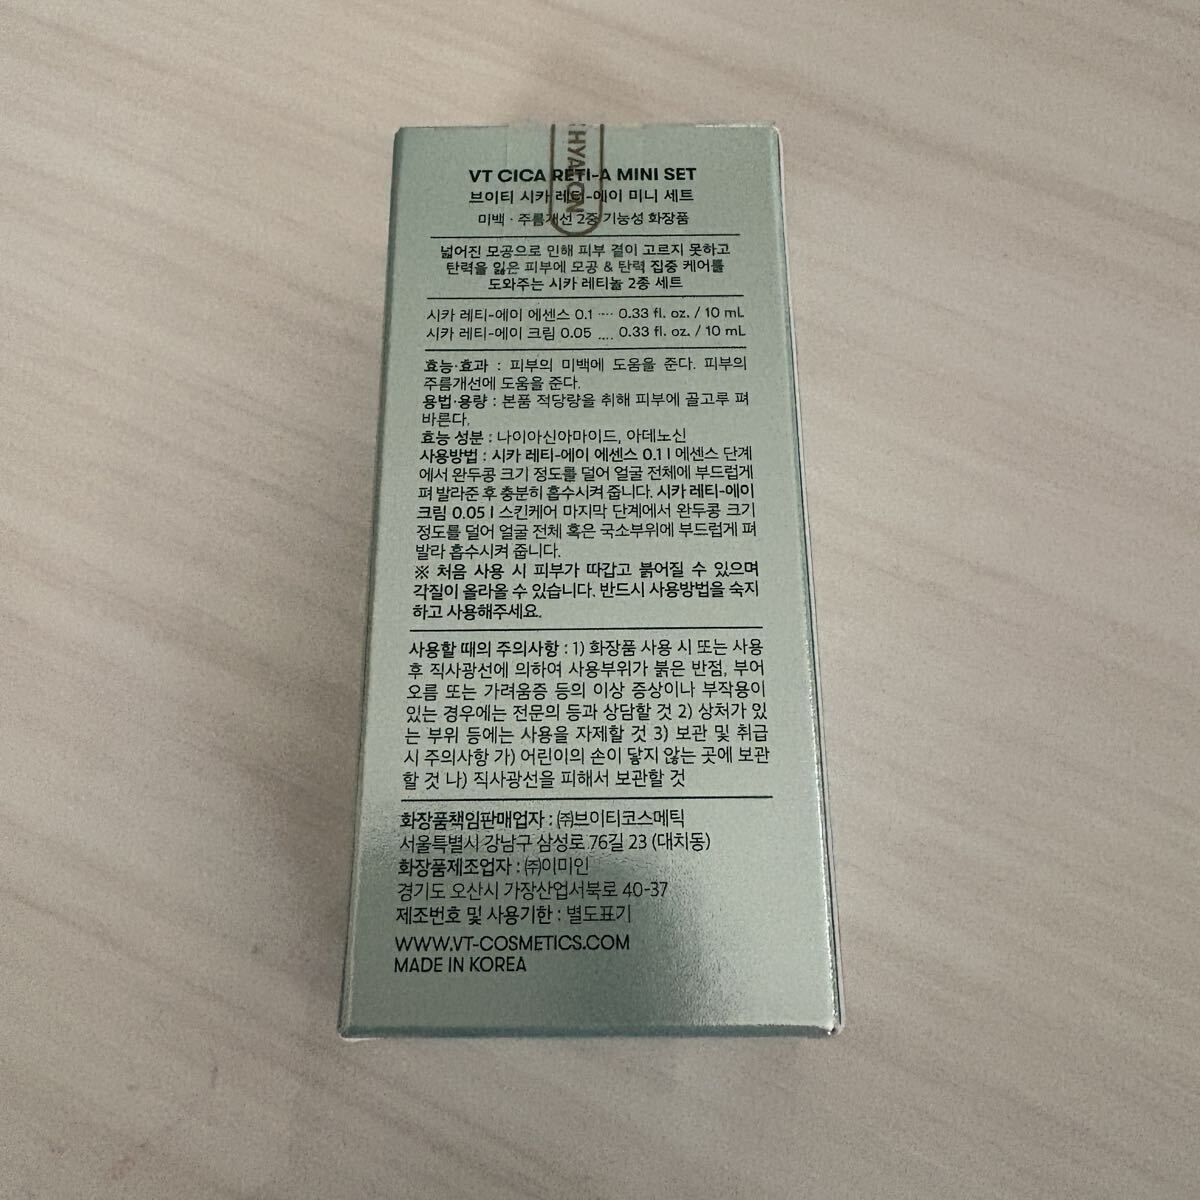 HYALON
VT CICA RETI-A MINI SET
브이티 시카 레티-에이 미니 세트
미백 · 주름개선 2중 기능성 화장품
넓어진 모공으로 인해 피부 결이 고르지 못하고
탄력을 잃은 피부에 모공 & 탄력 집중 케어를
도와주는 시카 레티놀 2종 세트
시카 레티-에이 에센스 0.1 ···· 0.33 fl. oz. / 10 mL
시카 레티-에이 크림 0.05 .... 0.33 fl. oz. / 10 mL
효능·효과 : 피부의 미백에 도움을 준다. 피부의
주름개선에 도움을 준다.
용법·용량 : 본품 적당량을 취해 피부에 골고루 펴
바른다.
효능 성분 : 나이아신아마이드, 아데노신
사용방법 : 시카 레티-에이 에센스 0.1 I 에센스 단계
에서 완두콩 크기 정도를 덜어 얼굴 전체에 부드럽게
펴 발라준 후 충분히 흡수시켜 줍니다. 시카 레티-에이
크림 0.05 I 스킨케어 마지막 단계에서 완두콩 크기
정도를 덜어 얼굴 전체 혹은 국소부위에 부드럽게 펴
발라 흡수시켜 줍니다.
※ 처음 사용 시 피부가 따갑고 붉어질 수 있으며
각질이 올라올 수 있습니다. 반드시 사용방법을 숙지
하고 사용해주세요.
사용할 때의 주의사항 : 1) 화장품 사용 시 또는 사용
후 직사광선에 의하여 사용부위가 붉은 반점, 부어
오름 또는 가려움증 등의 이상 증상이나 부작용이
있는 경우에는 전문의 등과 상담할 것 2) 상처가 있
는 부위 등에는 사용을 자제할 것 3) 보관 및 취급
시 주의사항 가) 어린이의 손이 닿지 않는 곳에 보관
할 것 나) 직사광선을 피해서 보관할 것
화장품책임판매업자 : ㈜브이티코스메틱
서울특별시 강남구 삼성로 76길 23 (대치동)
화장품제조업자 : ㈜이미인
경기도 오산시 가장산업서북로 40-37
제조번호 및 사용기한 : 별도표기
WWW.VT-COSMETICS.COM
MADE IN KOREA